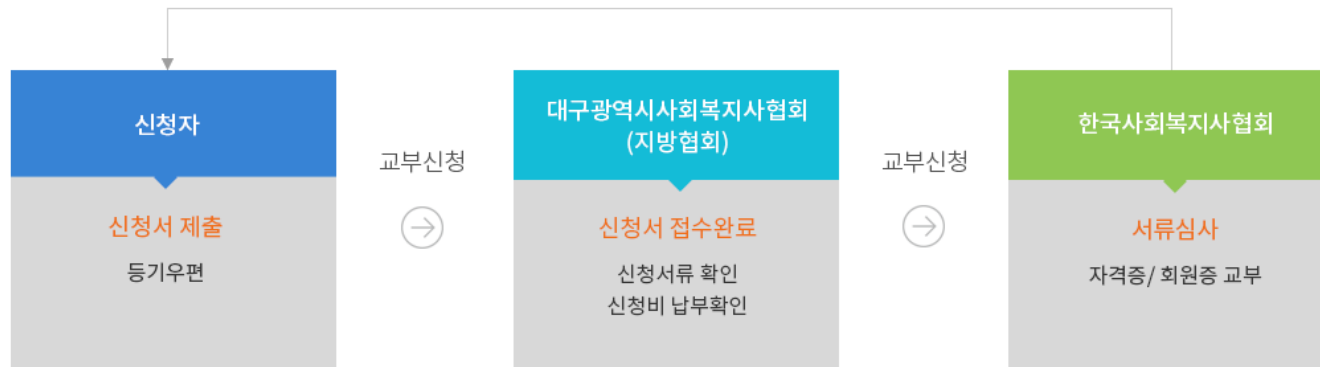 신청자
신청서 제출
등기우편
교부신청
대구광역시사회복지사협회
(지방협회)
신청서 접수완료
신청서류 확인
신청비 납부확인
교부신청
한국사회복지사협회
서류심사
자격증/ 회원증 교부